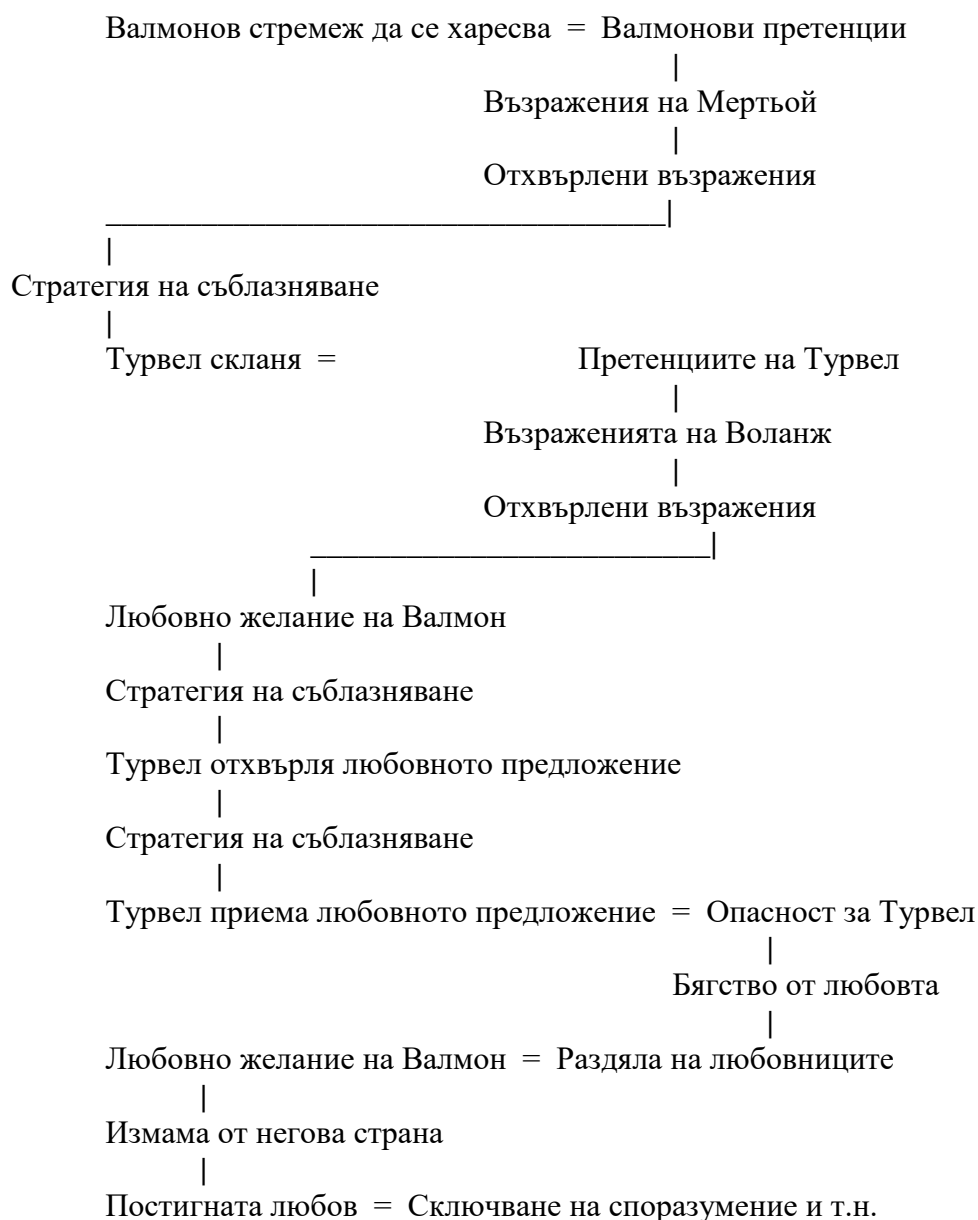 Валмонов стремеж да се харесва = Валмонови претенции
Възражения на Мертьой
Отхвърлени възражения
Стратегия на съблазняване
Турвел скланя = Претенциите на Турвел
Възраженията на Воланж
Отхвърлени възражения
Любовно желание на Валмон
Стратегия на съблазняване
Турвел отхвърля любовното предложение
Стратегия на съблазняване
Турвел приема любовното предложение = Опасност за Турвел
Бягство от любовта
Любовно желание на Валмон = Раздяла на любовниците
Измама от негова страна
Постигната любов = Сключване на споразумение и т.н.